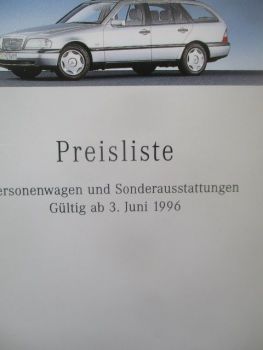 Preisliste
ersonenwagen und Sonderausstattungen
Gültig ab 3. Juni 1996